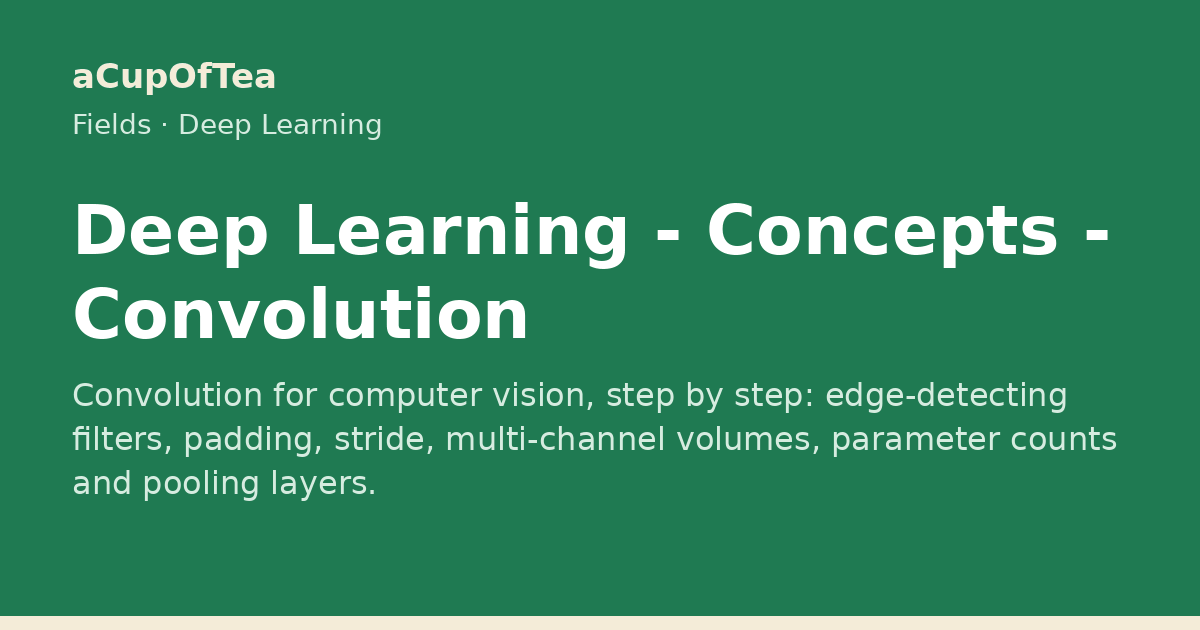 aCupOfTea
Fields · Deep Learning
Deep Learning - Concepts -
Convolution
Convolution for computer vision, step by step: edge-detecting
filters, padding, stride, multi-channel volumes, parameter counts
and pooling layers.